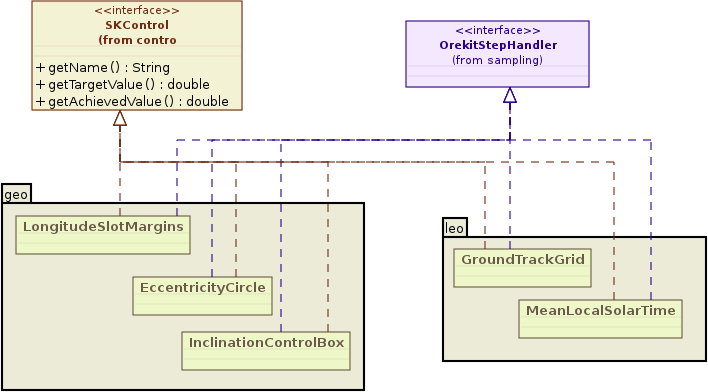 <<interface>>
SKControl
(from contro
+ getName() : String
+ getTargetValue() : double
+ getAchievedValue() : double
<<interface>>
OrekitStepHandler
(from sampling)
geo
LongitudeSlotMargins
EccentricityCircle
InclinationControlBox
leo
GroundTrackGrid
MeanLocalSolarTime